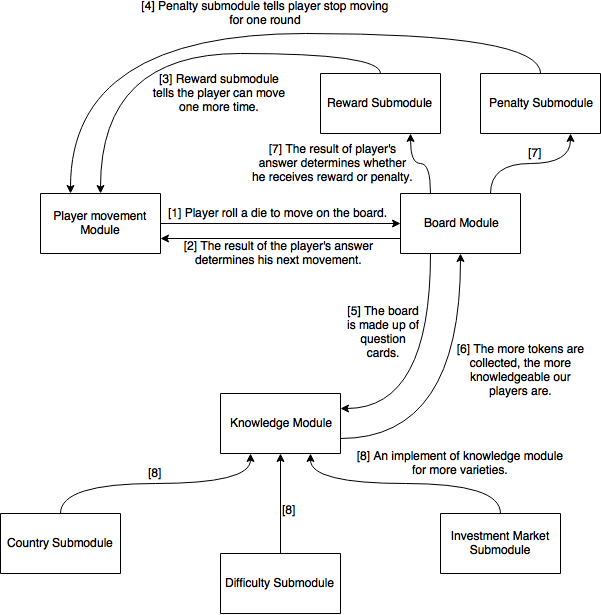 [4] Penalty submodule tells player stop moving
for one round
[3] Reward submodule
tells the player can move
one more time.
Reward Submodule
Penalty Submodule
[7] The result of player's
answer determines whether
he receives reward or penalty.
[7]
Player movement
Module
[1] Player roll a die to move on the board.
Board Module
[2] The result of the player's answer
determines his next movement.
[5] The board
is made up of
question
cards.
[6] The more tokens are
collected, the more
knowledgeable our
players are.
Knowledge Module
[8] An implement of knowledge module
for more varieties.
[8]
[8]
Country Submodule
Difficulty Submodule
Investment Market
Submodule